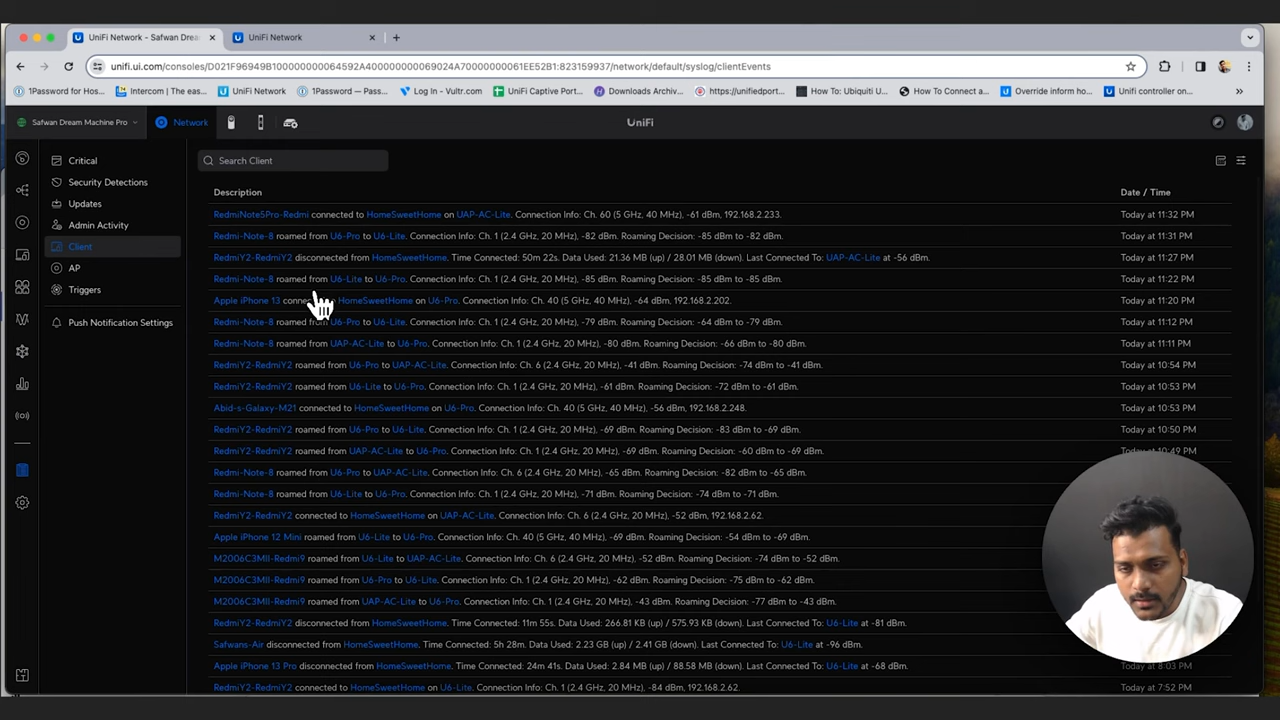 UniFi Network - Safwan Drea
UniFi Network
unifi.ui.com/consoles/D021F96949B10000000064592A40000000069024A70000000061EE52B1:823159937/network/default/syslog/clientEvents
1Password for Hos...
Intercom | The eas...
UniFi Network
1Password — Pass...
Log In - Vultr.com
UniFi Captive Port...
Downloads Archiv...
https://unifiedport...
How To: Ubiquiti U...
How To Connect a...
Override inform ho...
Unifi controller on...
Safwan Dream Machine Pro
Network
UniFi
Critical
Security Detections
Updates
Admin Activity
Client
AP
Triggers
Push Notification Settings
Search Client
Description Date / Time
RedmiNote5Pro-Redmi connected to HomeSweetHome on UAP-AC-Lite. Connection Info: Ch. 60 (5 GHz, 40 MHz), -61 dBm, 192.168.2.233. Today at 11:32 PM
Redmi-Note-8 roamed from U6-Pro to U6-Lite. Connection Info: Ch. 1 (2.4 GHz, 20 MHz), -82 dBm. Roaming Decision: -85 dBm to -82 dBm. Today at 11:31 PM
RedmiY2-RedmiY2 disconnected from HomeSweetHome. Time Connected: 50m 22s. Data Used: 21.36 MB (up) / 28.01 MB (down). Last Connected To: UAP-AC-Lite at -56 dBm. Today at 11:27 PM
Redmi-Note-8 roamed from U6-Lite to U6-Pro. Connection Info: Ch. 1 (2.4 GHz, 20 MHz), -85 dBm. Roaming Decision: -85 dBm to -85 dBm. Today at 11:22 PM
Apple iPhone 13 HomeSweetHome on U6-Pro. Connection Info: Ch. 40 (5 GHz, 40 MHz), -64 dBm, 192.168.2.202. Today at 11:20 PM
Redmi-Note-8 roamed from U6-Pro to U6-Lite. Connection Info: Ch. 1 (2.4 GHz, 20 MHz), -79 dBm. Roaming Decision: -64 dBm to -79 dBm. Today at 11:12 PM
Redmi-Note-8 roamed from UAP-AC-Lite to U6-Pro. Connection Info: Ch. 1 (2.4 GHz, 20 MHz), -80 dBm. Roaming Decision: -66 dBm to -80 dBm. Today at 11:11 PM
RedmiY2-RedmiY2 roamed from U6-Pro to UAP-AC-Lite. Connection Info: Ch. 6 (2.4 GHz, 20 MHz), -41 dBm. Roaming Decision: -74 dBm to -41 dBm. Today at 10:54 PM
RedmiY2-RedmiY2 roamed from U6-Lite to U6-Pro. Connection Info: Ch. 1 (2.4 GHz, 20 MHz), -61 dBm. Roaming Decision: -72 dBm to -61 dBm. Today at 10:53 PM
Abid-s-Galaxy-M21 connected to HomeSweetHome on U6-Pro. Connection Info: Ch. 40 (5 GHz, 40 MHz), -56 dBm, 192.168.2.248. Today at 10:53 PM
RedmiY2-RedmiY2 roamed from U6-Pro to U6-Lite. Connection Info: Ch. 1 (2.4 GHz, 20 MHz), -69 dBm. Roaming Decision: -83 dBm to -69 dBm. Today at 10:50 PM
RedmiY2-RedmiY2 roamed from UAP-AC-Lite to U6-Pro. Connection Info: Ch. 1 (2.4 GHz, 20 MHz), -69 dBm. Roaming Decision: -60 dBm to -69 dBm. Today at 10:49 PM
Redmi-Note-8 roamed from U6-Pro to UAP-AC-Lite. Connection Info: Ch. 6 (2.4 GHz, 20 MHz), -65 dBm. Roaming Decision: -82 dBm to -65 dBm.
Redmi-Note-8 roamed from U6-Lite to U6-Pro. Connection Info: Ch. 1 (2.4 GHz, 20 MHz), -71 dBm. Roaming Decision: -74 dBm to -71 dBm.
RedmiY2-RedmiY2 connected to HomeSweetHome on UAP-AC-Lite. Connection Info: Ch. 6 (2.4 GHz, 20 MHz), -52 dBm, 192.168.2.62.
Apple iPhone 12 Mini roamed from U6-Lite to U6-Pro. Connection Info: Ch. 40 (5 GHz, 40 MHz), -69 dBm. Roaming Decision: -54 dBm to -69 dBm.
M2006C3MII-Redmi9 roamed from U6-Lite to UAP-AC-Lite. Connection Info: Ch. 6 (2.4 GHz, 20 MHz), -52 dBm. Roaming Decision: -74 dBm to -52 dBm.
M2006C3MII-Redmi9 roamed from U6-Pro to U6-Lite. Connection Info: Ch. 1 (2.4 GHz, 20 MHz), -62 dBm. Roaming Decision: -75 dBm to -62 dBm.
M2006C3MII-Redmi9 roamed from UAP-AC-Lite to U6-Pro. Connection Info: Ch. 1 (2.4 GHz, 20 MHz), -43 dBm. Roaming Decision: -77 dBm to -43 dBm.
RedmiY2-RedmiY2 disconnected from HomeSweetHome. Time Connected: 11m 55s. Data Used: 266.81 KB (up) / 575.93 KB (down). Last Connected To: U6-Lite at -81 dBm.
Safwans-Air disconnected from HomeSweetHome. Time Connected: 5h 28m. Data Used: 2.23 GB (up) / 2.41 GB (down). Last Connected To: U6-Lite at -96 dBm.
Apple iPhone 13 Pro disconnected from HomeSweetHome. Time Connected: 24m 41s. Data Used: 2.84 MB (up) / 88.58 MB (down). Last Connected To: U6-Lite at -68 dBm. Today at 8:03 PM
RedmiY2-RedmiY2 connected to HomeSweetHome on U6-Lite. Connection Info: Ch. 1 (2.4 GHz, 20 MHz), -84 dBm, 192.168.2.62. Today at 7:52 PM